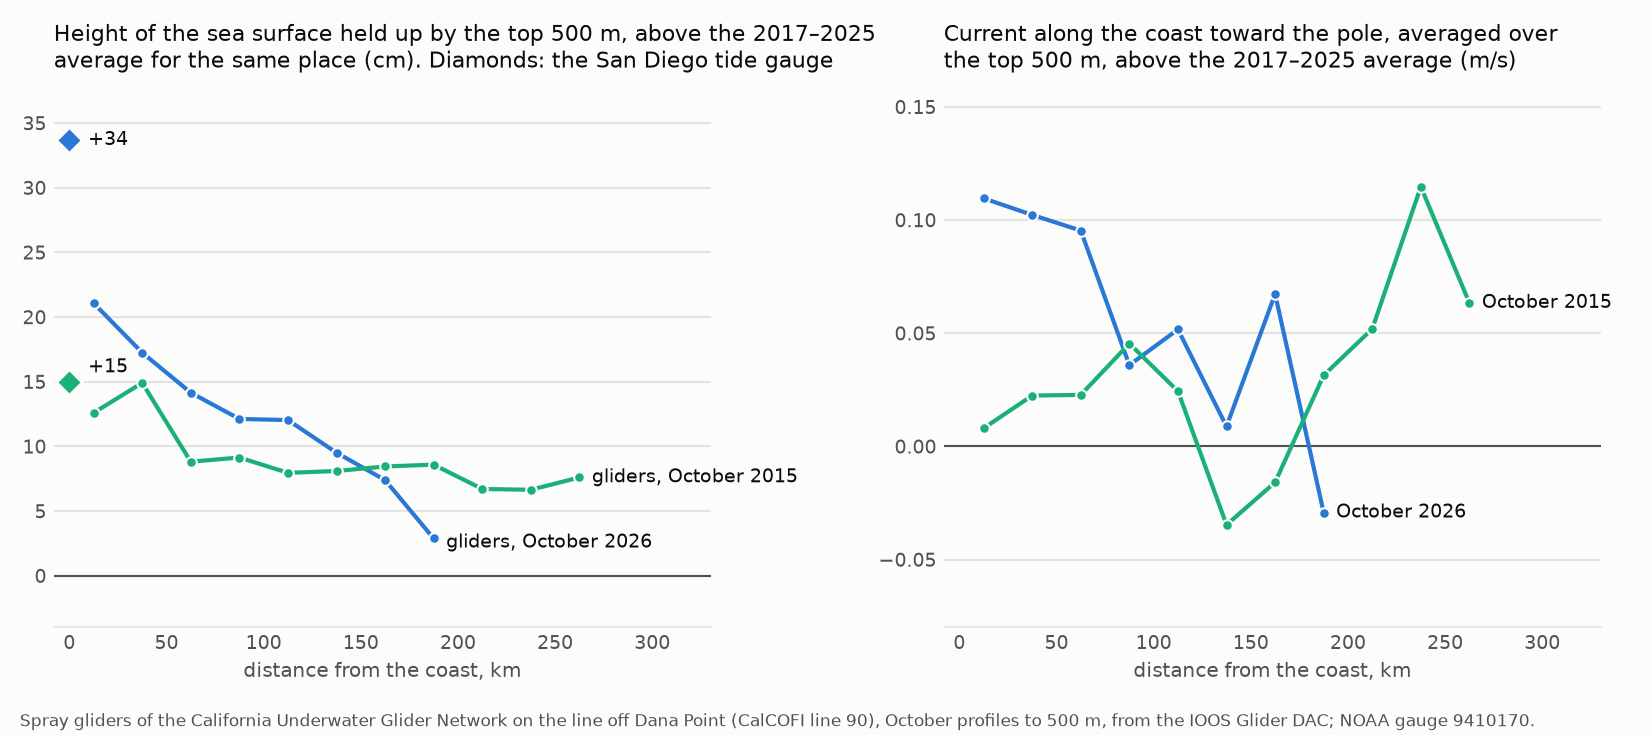 Height of the sea surface held up by the top 500 m, above the 2017–2025
average for the same place (cm). Diamonds: the San Diego tide gauge
35
30
25
20
15
10
5
0
+34
+15
gliders, October 2015
gliders, October 2026
0 50 100 150 200 250 300
distance from the coast, km
Current along the coast toward the pole, averaged over
the top 500 m, above the 2017–2025 average (m/s)
0.15
0.10
0.05
0.00
−0.05
October 2015
October 2026
0 50 100 150 200 250 300
distance from the coast, km
Spray gliders of the California Underwater Glider Network on the line off Dana Point (CalCOFI line 90), October profiles to 500 m, from the IOOS Glider DAC; NOAA gauge 9410170.